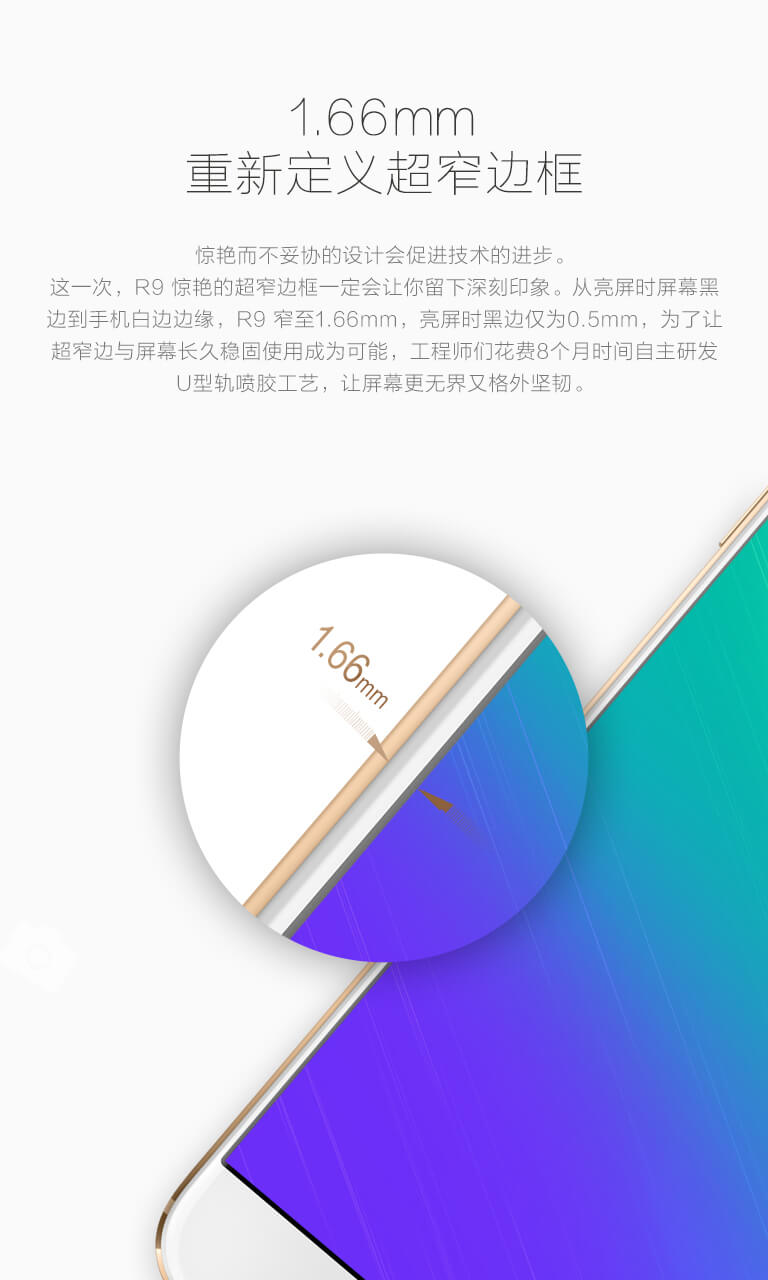 1.66mm
重新定义超窄边框
惊艳而不妥协的设计会促进技术的进步。
这一次，R9 惊艳的超窄边框一定会让你留下深刻印象。从亮屏时屏幕黑
边到手机白边边缘，R9 窄至1.66mm，亮屏时黑边仅为0.5mm，为了让
超窄边与屏幕长久稳固使用成为可能，工程师们花费8个月时间自主研发
U型轨喷胶工艺，让屏幕更无界又格外坚韧。
1.66mm